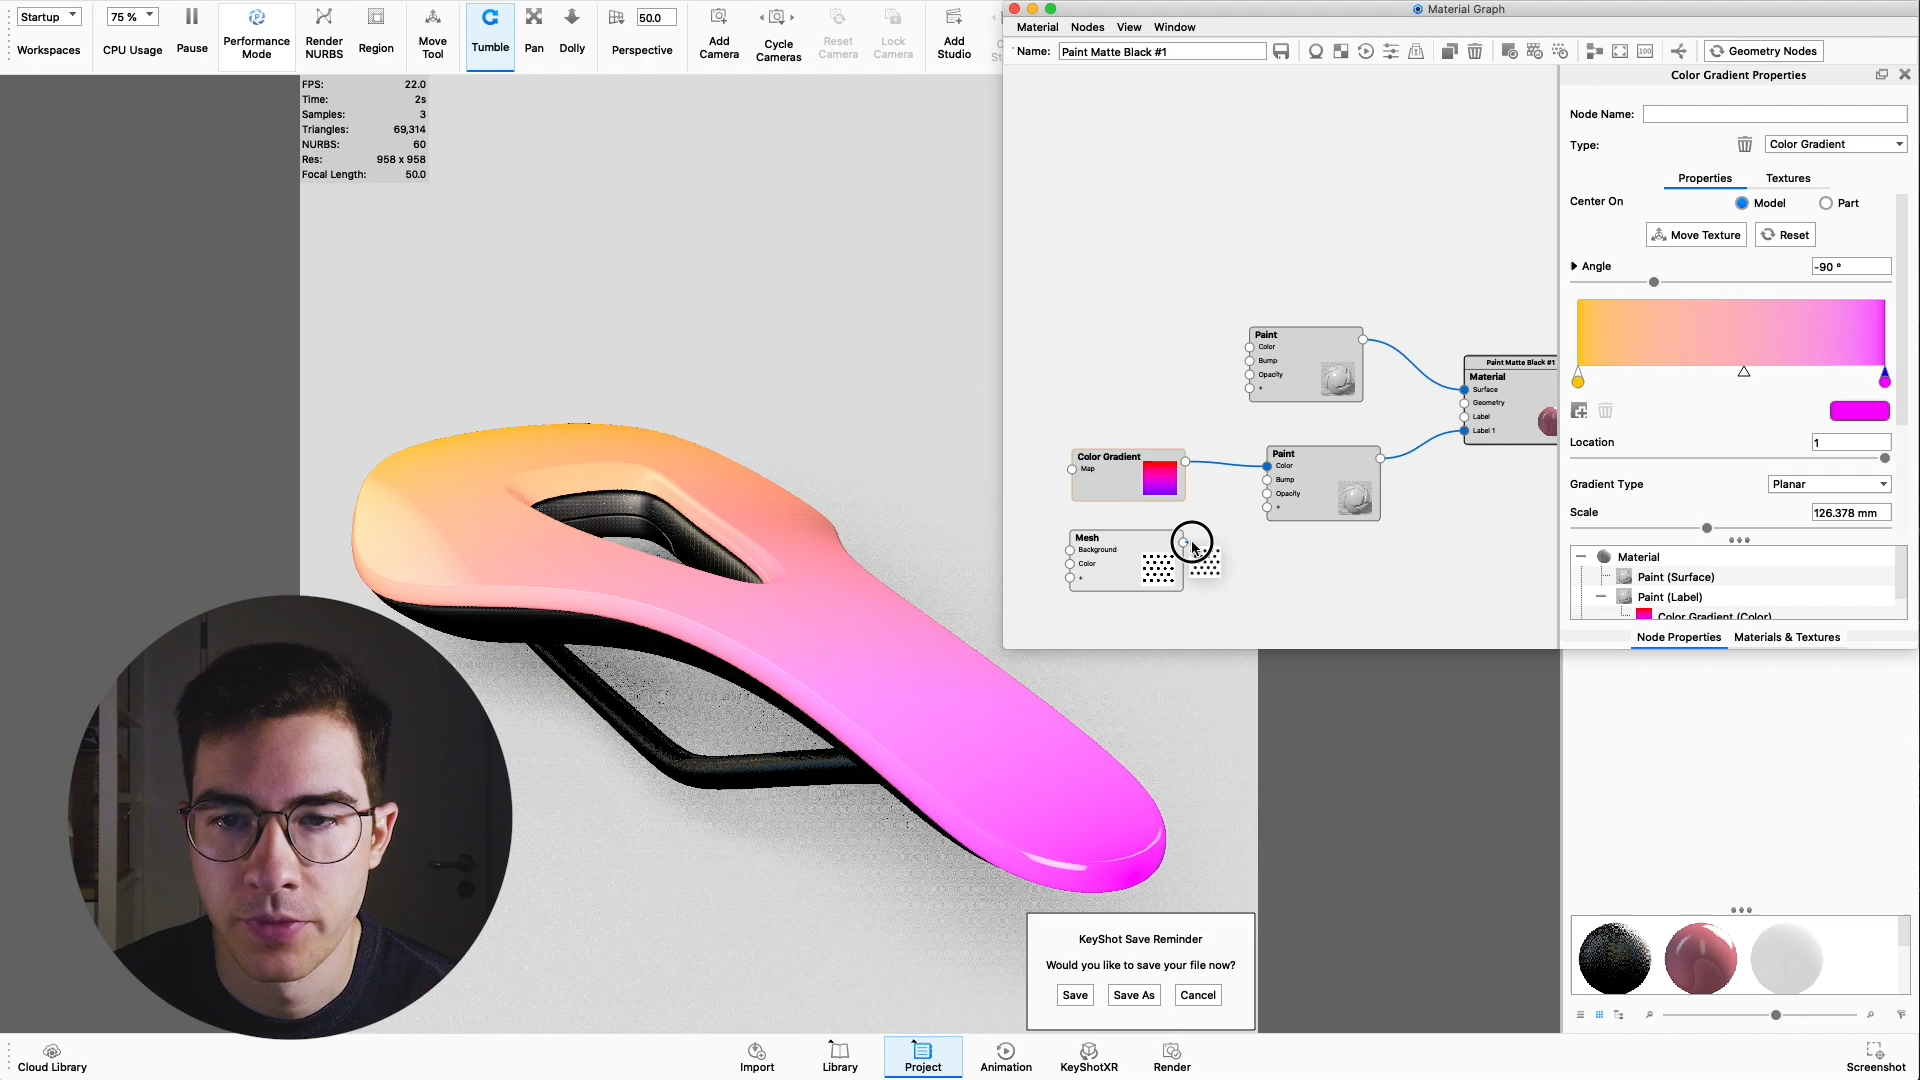 Startup
Workspaces
75 %
CPU Usage
Pause
Performance
Mode
Render
NURBS
Region
Move
Tool
Tumble
Pan
Dolly
50.0
Perspective
Add
Camera
Cycle
Cameras
Reset
Camera
Lock
Camera
Add
Studio
FPS: 22.0
Time: 2s
Samples: 3
Triangles: 69,314
NURBS: 60
Res: 958 x 958
Focal Length: 50.0
Material Graph
Material Nodes View Window
Name: Paint Matte Black #1
100
Geometry Nodes
Color Gradient Properties
Node Name:
Type: Color Gradient
Properties Textures
Center On Model Part
Move Texture Reset
Angle -90 °
Location 1
Gradient Type Planar
Scale 126.378 mm
Material
Paint (Surface)
Paint (Label)
Color Gradient (Color)
Node Properties Materials & Textures
Paint
Color
Bump
Opacity
+
Paint Matte Black #1
Material
Surface
Geometry
Label
Label 1
Color Gradient
Map
Paint
Color
Bump
Opacity
+
Mesh
Background
Color
+
KeyShot Save Reminder
Would you like to save your file now?
Save Save As Cancel
Cloud Library
Import
Library
Project
Animation
KeyShotXR
Render
Screenshot